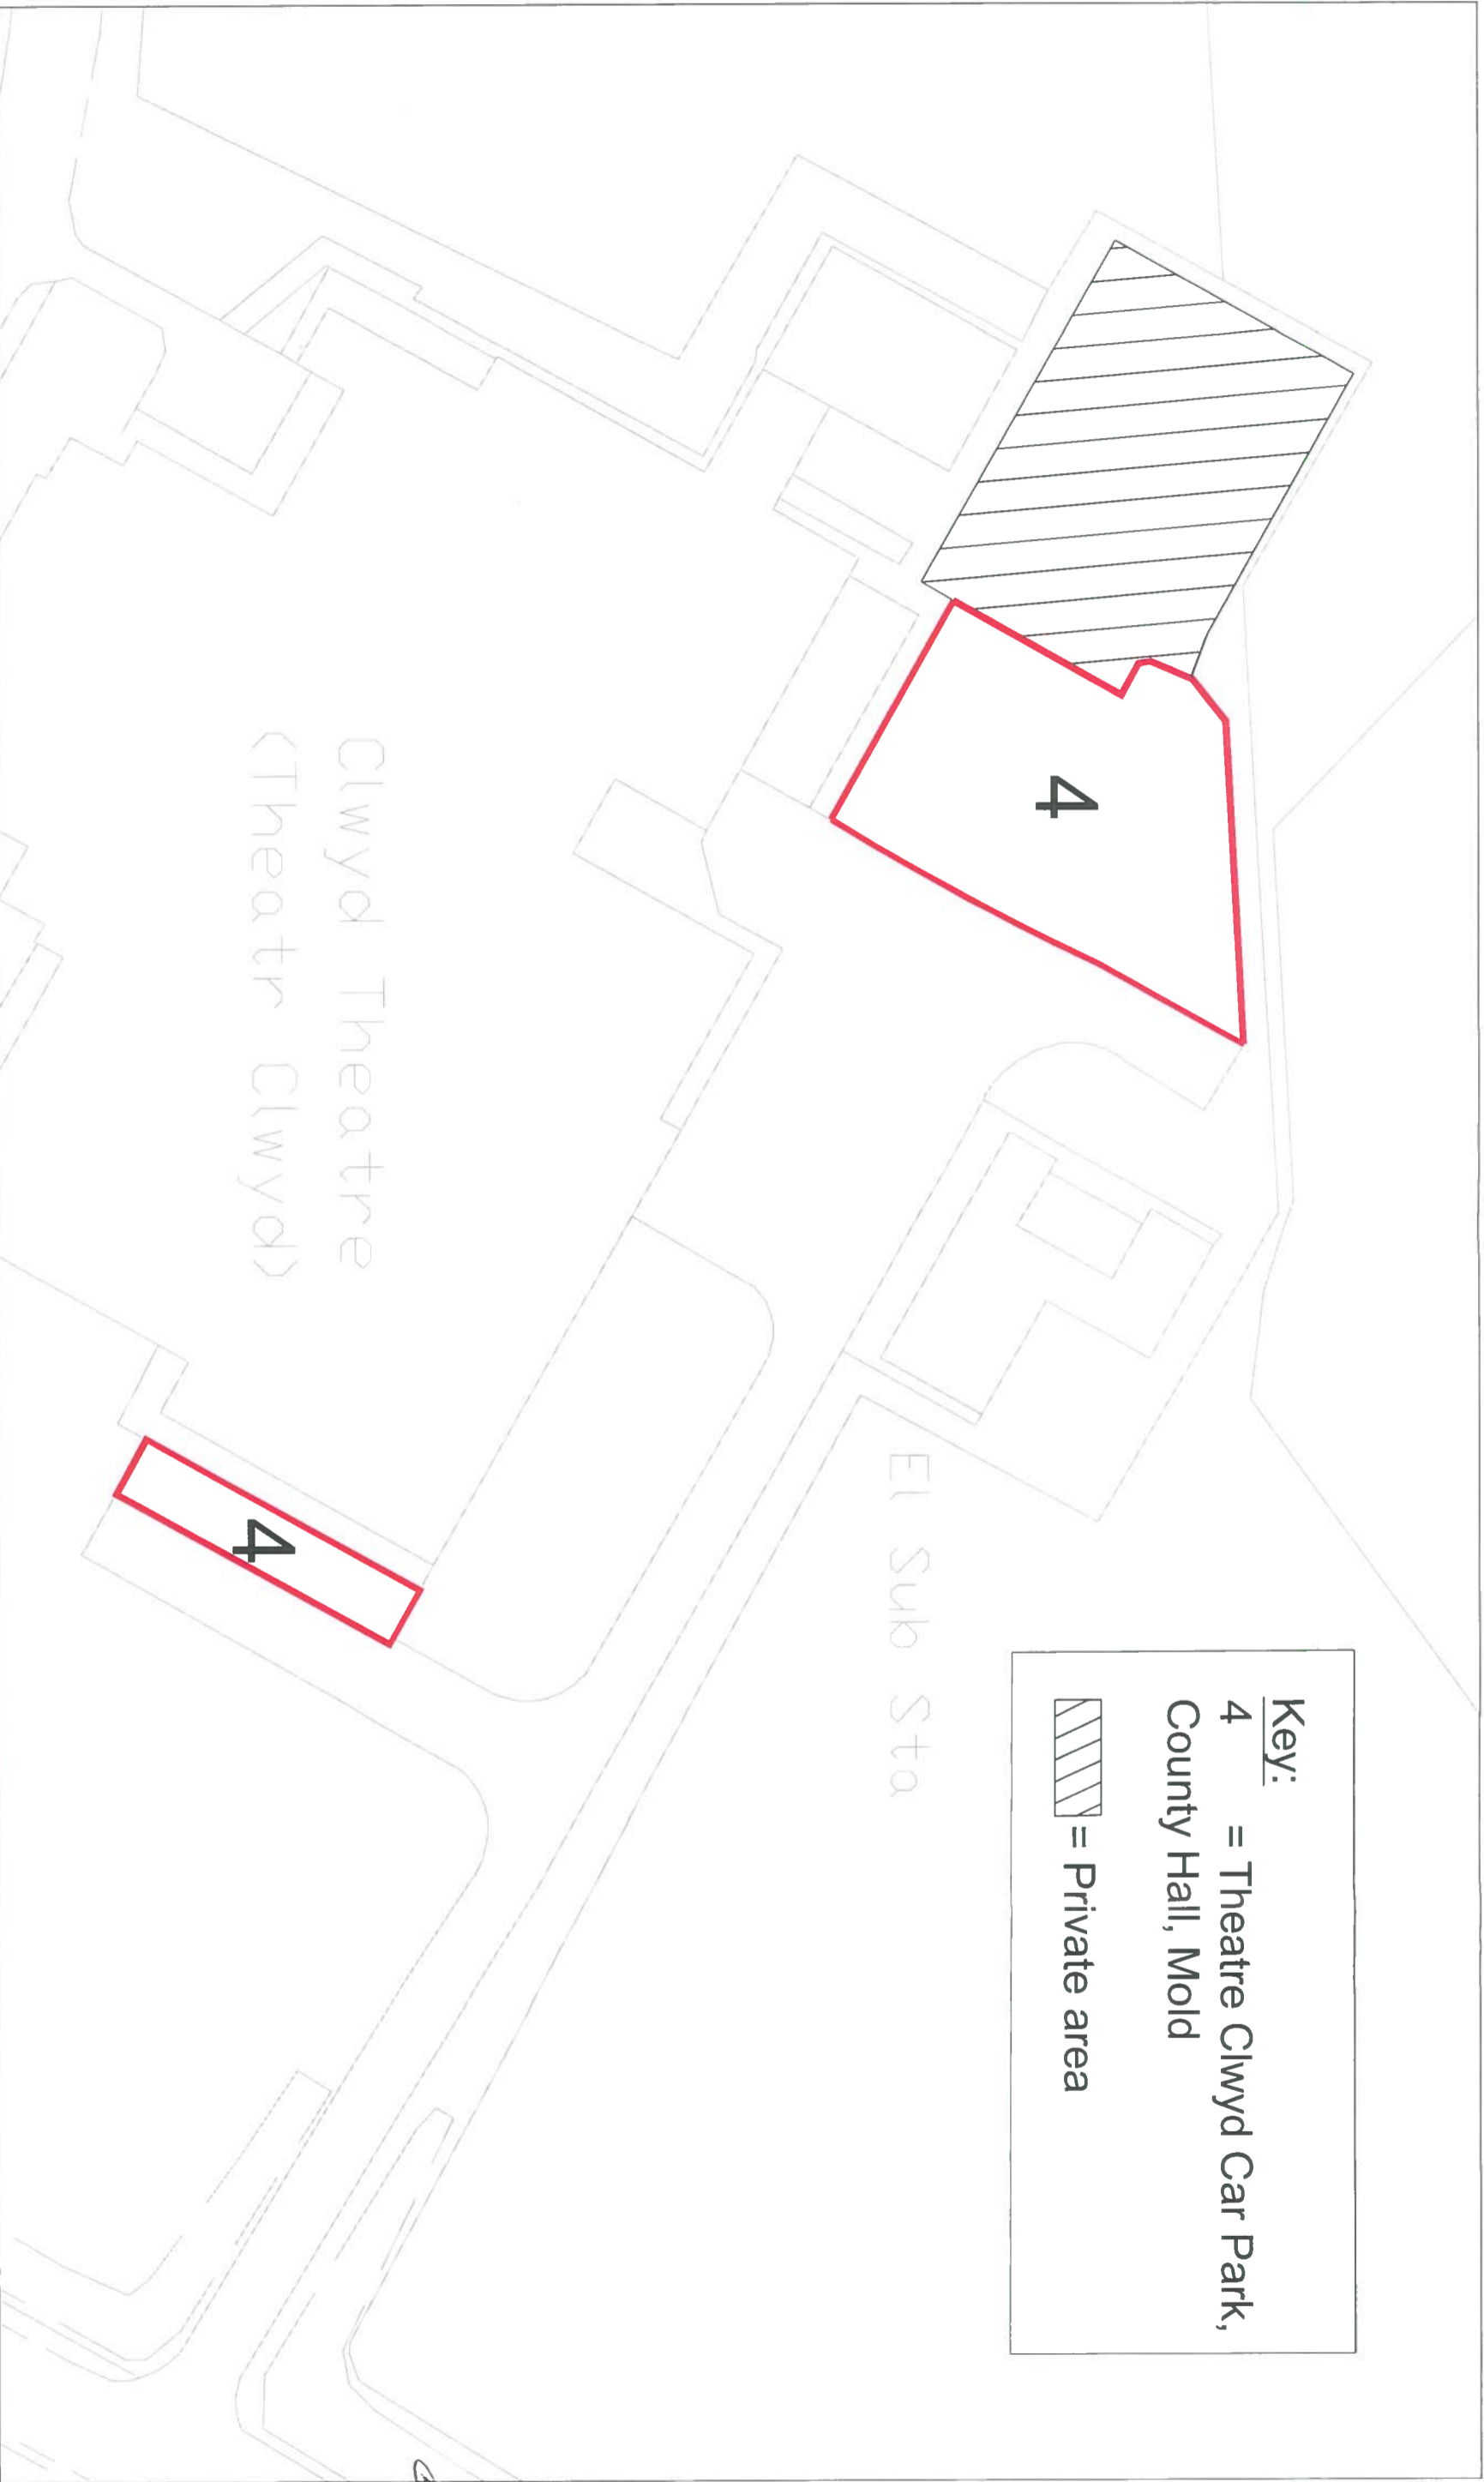 Key:
4 = Theatre Clwyd Car Park,
County Hall, Mold
= Private area
4
El Sub Sta
Clwyd Theatre
(Theatr Clwyd)
4